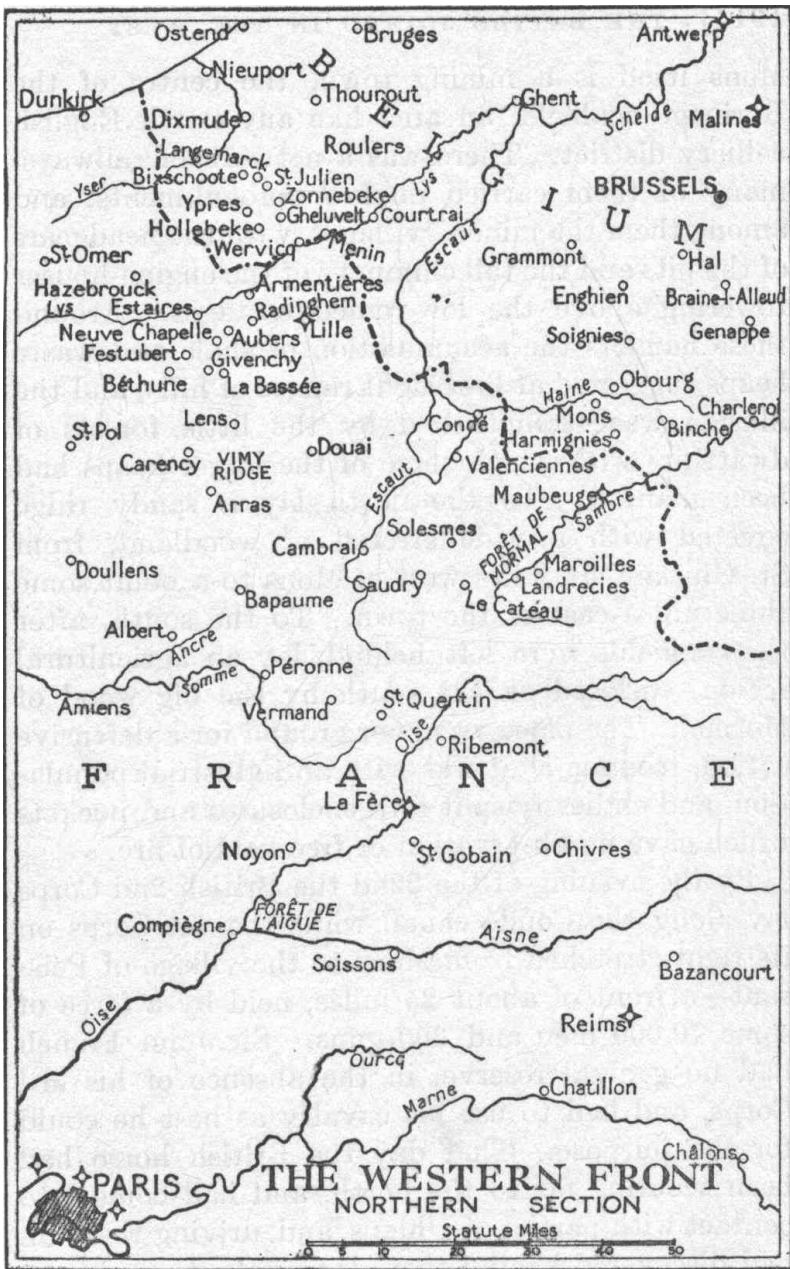 Ostend
Bruges
Antwerp
Nieuport
B E L G I U M
Dunkirk
Thourout
Ghent
Schelde
Malines
Dixmude
Roulers
Lys
Langemarck
Bixschoote
St Julien
Yser
Zonnebeke
BRUSSELS
Ypres
Gheluvelt
Courtrai
Hollebeke
Escaut
Wervicq
Menin
Grammont
Hal
St-Omer
Hazebrouck
Armentières
Enghien
Braine-l-Allaud
Lys
Estaires
Radinghem
Neuve Chapelle
Aubers
Lille
Soignies
Genappe
Festubert
Givenchy
Béthune
La Bassée
Haine
Obourg
Lens
Condé
Mons
Charleroi
St Pol
Binche
Harmignies
Carency
VIMY
RIDGE
Douai
Valenciennes
Escaut
Maubeuge
Arras
Sambre
Solesmes
FORÊT DE
MORMAL
Cambrai
Maroilles
Doullens
Landrecies
Bapaume
Caudry
Le Catéau
Albert
Ancre
Somme
Péronne
Amiens
Vermand
St Quentin
Oise
Ribemont
F R A N C E
La Fère
Noyon
St Gobain
Chivres
FORÊT DE
L'AIGUE
Compiègne
Aisne
Soissons
Bazancourt
Oise
Reims
Ourcq
Marne
Chatillon
Châlons
PARIS
THE WESTERN FRONT
NORTHERN SECTION
Statute Miles
0 5 10 20 30 40 50